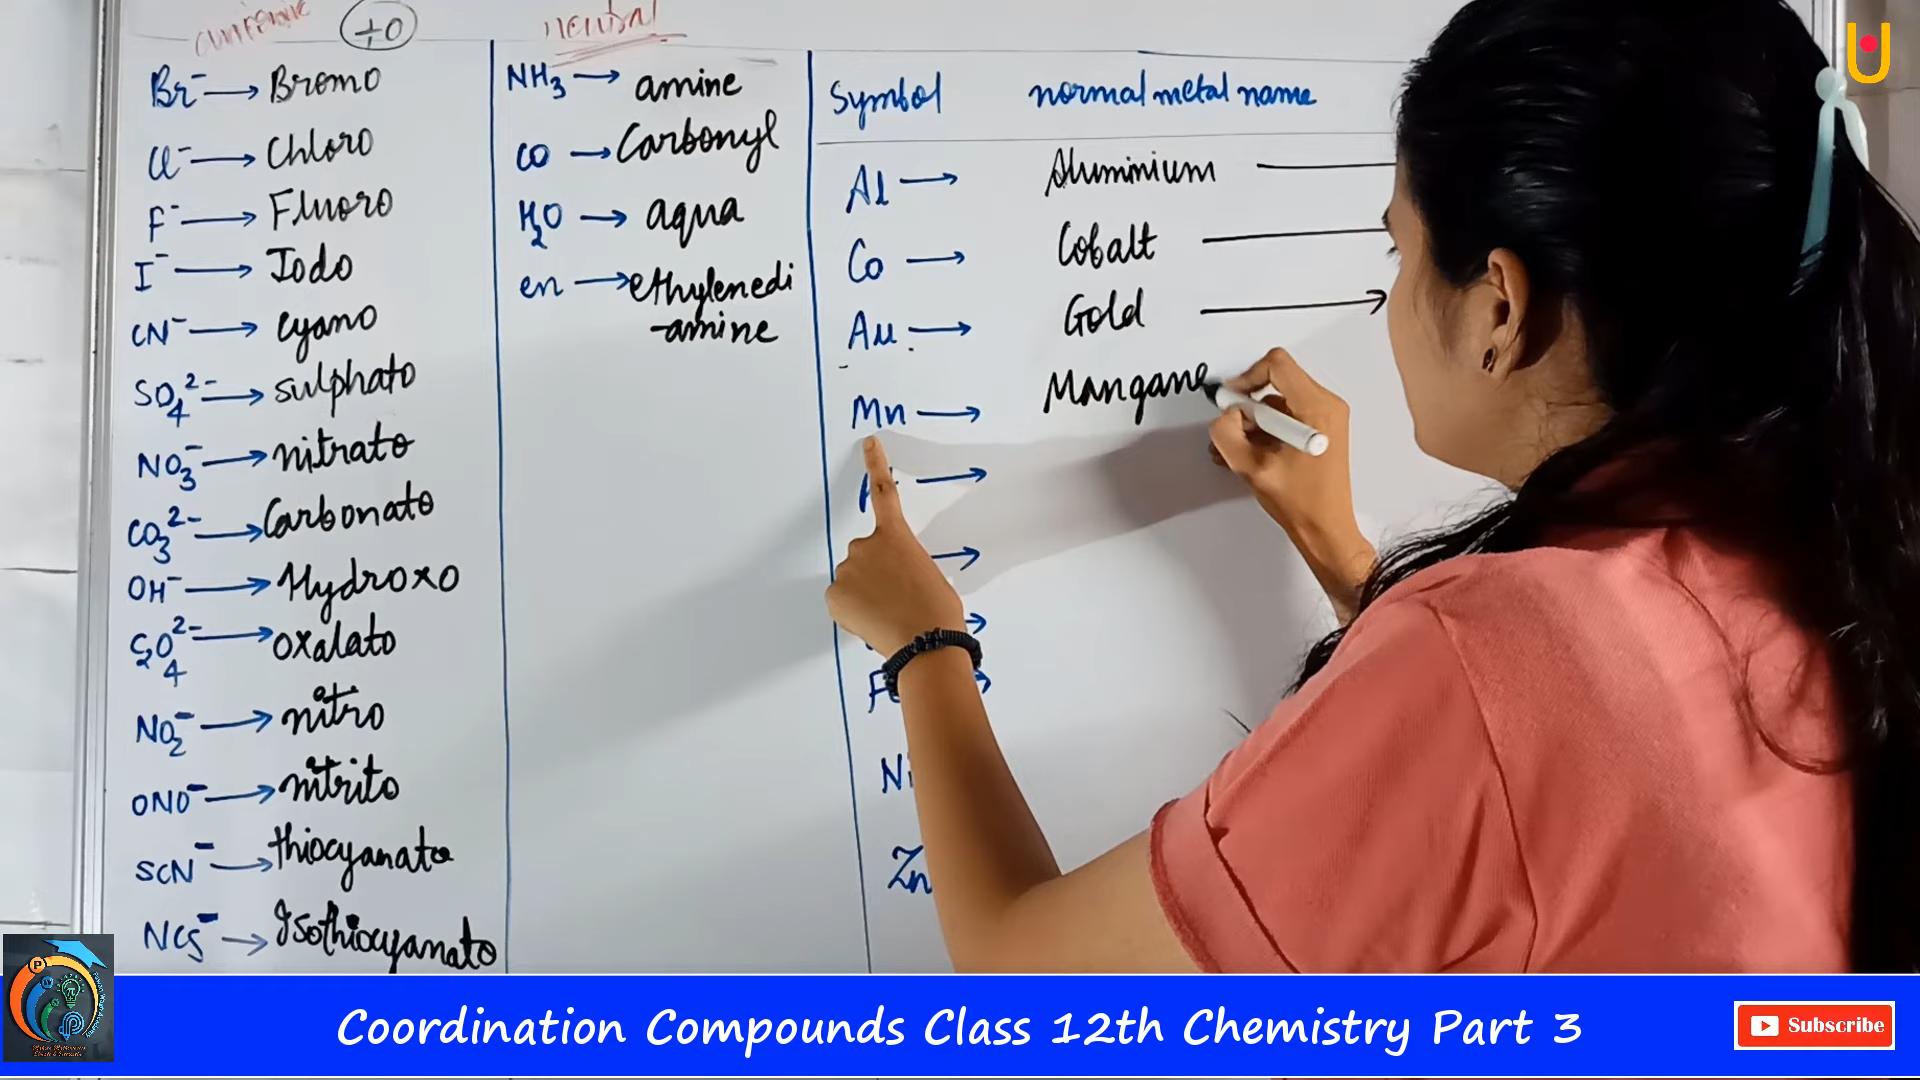 +0
neutral
Br⁻ → Bromo
Cl⁻ → Chloro
F⁻ → Fluoro
I⁻ → Iodo
CN⁻ → Cyano
SO₄²⁻ → sulphato
NO₃⁻ → nitrato
CO₃²⁻ → Carbonato
OH⁻ → Hydroxo
C₂O₄²⁻ → oxalato
NO₂⁻ → nitro
ONO⁻ → nitrito
SCN⁻ → thiocyanato
NCS⁻ → Isothiocyanato
NH₃ → amine
CO → Carbonyl
H₂O → aqua
en → ethylenedi
-amine
Symbol normal metal name
Al → Aluminium
Co → Cobalt
Au → Gold →
Mn → Mangane
→
→
→
→
Zn
Coordination Compounds Class 12th Chemistry Part 3
Subscribe